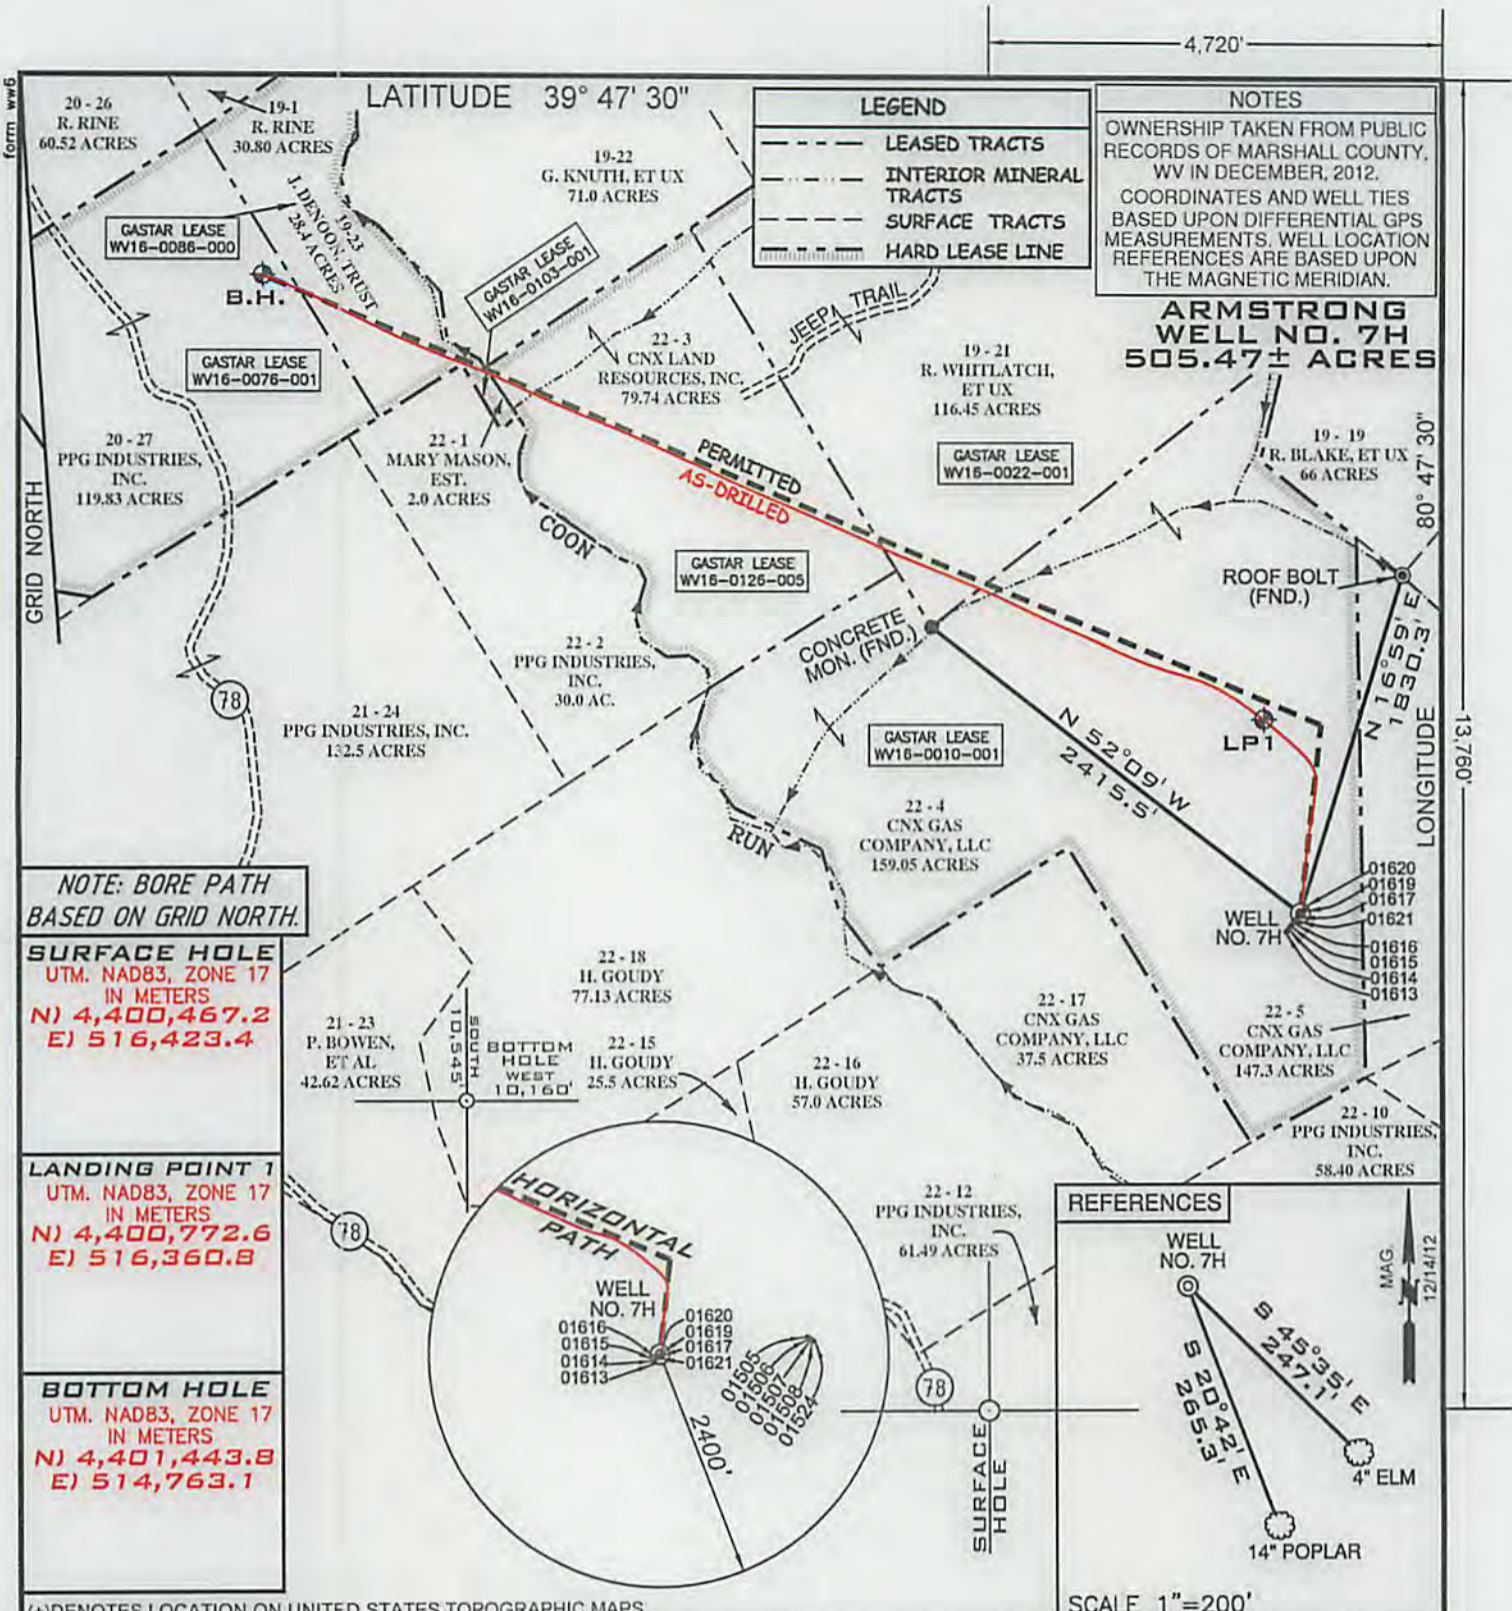 4,720'
form ww6
LATITUDE 39° 47' 30"
20 - 26
R. RINE
60.52 ACRES
19-1
R. RINE
30.80 ACRES
19-22
G. KNUTH, ET UX
71.0 ACRES
LEGEND
LEASED TRACTS
INTERIOR MINERAL
TRACTS
SURFACE TRACTS
HARD LEASE LINE
NOTES
OWNERSHIP TAKEN FROM PUBLIC
RECORDS OF MARSHALL COUNTY,
WV IN DECEMBER, 2012.
COORDINATES AND WELL TIES
BASED UPON DIFFERENTIAL GPS
MEASUREMENTS. WELL LOCATION
REFERENCES ARE BASED UPON
THE MAGNETIC MERIDIAN.
ARMSTRONG
WELL NO. 7H
505.47± ACRES
GASTAR LEASE
WV16-0086-000
19-23
J. DENOON, TRUST
28.4 ACRES
GASTAR LEASE
WV16-0103-001
B.H.
GASTAR LEASE
WV16-0076-001
22 - 3
CNX LAND
RESOURCES, INC.
79.74 ACRES
JEEP TRAIL
19 - 21
R. WHITLATCH,
ET UX
116.45 ACRES
GASTAR LEASE
WV16-0022-001
19 - 19
R. BLAKE, ET UX
66 ACRES
80° 47' 30"
LONGITUDE
13,760'
GRID NORTH
20 - 27
PPG INDUSTRIES,
INC.
119.83 ACRES
22 - 1
MARY MASON,
EST.
2.0 ACRES
PERMITTED
AS-DRILLED
COON
GASTAR LEASE
WV16-0126-005
ROOF BOLT
(FND.)
N 16°59' E
1830.3'
CONCRETE
MON. (FND.)
22 - 2
PPG INDUSTRIES,
INC.
30.0 AC.
78
21 - 24
PPG INDUSTRIES, INC.
132.5 ACRES
GASTAR LEASE
WV16-0010-001
N 52°09' W
2415.5'
LP1
RUN
22 - 4
CNX GAS
COMPANY, LLC
159.05 ACRES
WELL
NO. 7H
01620
01619
01617
01621
01616
01615
01614
01613
NOTE: BORE PATH
BASED ON GRID NORTH.
SURFACE HOLE
UTM. NAD83, ZONE 17
IN METERS
N) 4,400,467.2
E) 516,423.4
LANDING POINT 1
UTM. NAD83, ZONE 17
IN METERS
N) 4,400,772.6
E) 516,360.8
BOTTOM HOLE
UTM. NAD83, ZONE 17
IN METERS
N) 4,401,443.8
E) 514,763.1
22 - 18
H. GOUDY
77.13 ACRES
21 - 23
P. BOWEN,
ET AL
42.62 ACRES
SOUTH
10,545'
BOTTOM
HOLE
WEST
10,160'
22 - 15
H. GOUDY
25.5 ACRES
22 - 16
H. GOUDY
57.0 ACRES
22 - 17
CNX GAS
COMPANY, LLC
37.5 ACRES
22 - 5
CNX GAS
COMPANY, LLC
147.3 ACRES
22 - 10
PPG INDUSTRIES,
INC.
58.40 ACRES
78
HORIZONTAL
PATH
WELL
NO. 7H
01616
01615
01614
01613
01620
01619
01617
01621
01505
01506
01507
01508
01524
2400'
22 - 12
PPG INDUSTRIES,
INC.
61.49 ACRES
78
SURFACE
HOLE
REFERENCES
WELL
NO. 7H
MAG.
12/14/12
S 45°35' E
247.1'
S 20°42' E
265.3'
4" ELM
14" POPLAR
SCALE 1"=200'
(+)DENOTES LOCATION ON UNITED STATES TOPOGRAPHIC MAPS